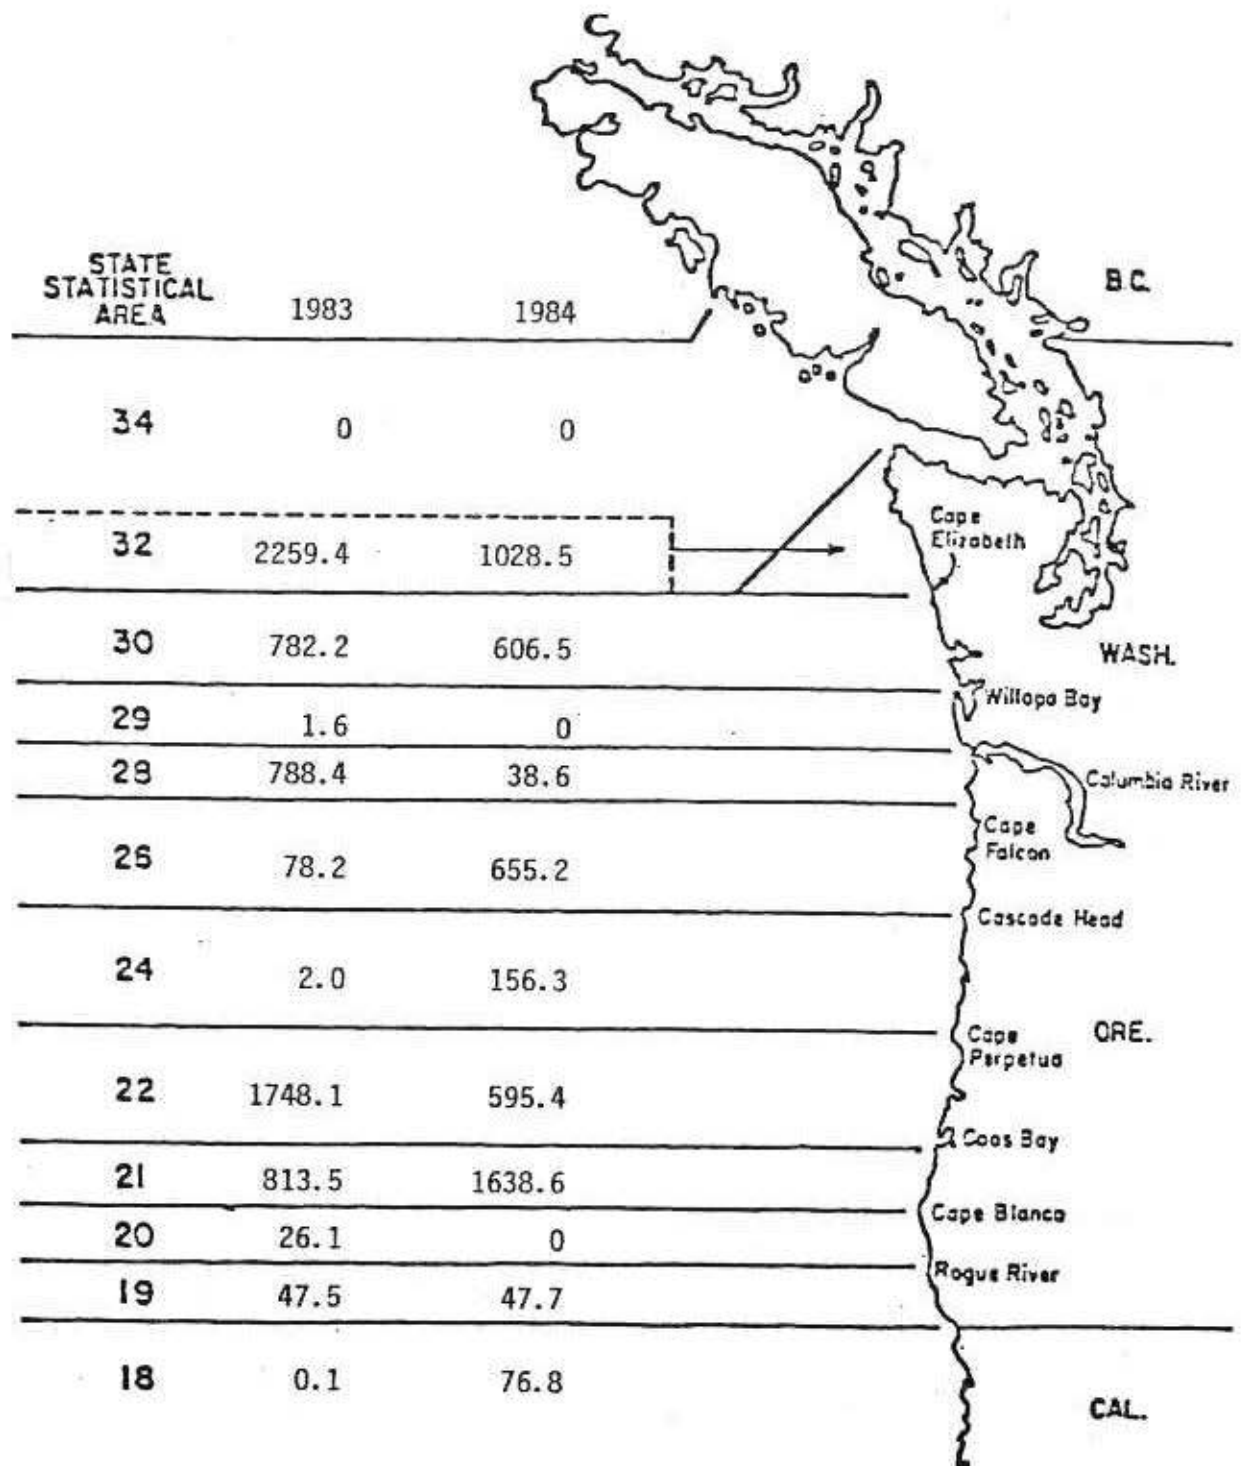 B.C.
STATE
STATISTICAL
AREA 1983 1984
34 0 0
Cape
Elizabeth
32 2259.4 1028.5
30 782.2 606.5
WASH.
Willapa Bay
29 1.6 0
28 788.4 38.6
Columbia River
Cape
Falcon
26 78.2 655.2
Cascade Head
24 2.0 156.3
Cape
Perpetua
ORE.
22 1748.1 595.4
Coos Bay
21 813.5 1638.6
Cape Blanco
20 26.1 0
Rogue River
19 47.5 47.7
18 0.1 76.8
CAL.